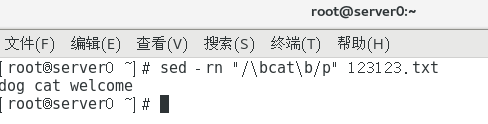 root@server0:~
文件(F) 编辑(E) 查看(V) 搜索(S) 终端(T) 帮助(H)
[root@server0 ~]# sed -rn "/\bcat\b/p" 123123.txt
dog cat welcome
[root@server0 ~]#